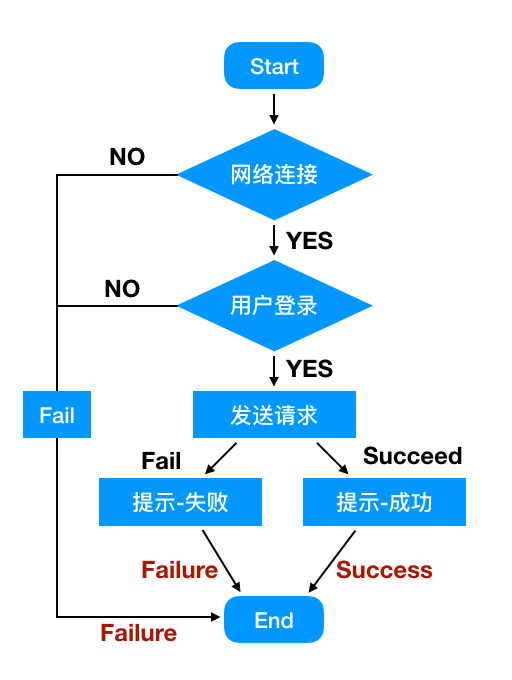 Start
NO
网络连接
YES
NO
用户登录
YES
Fail
发送请求
Fail
Succeed
提示-失败
提示-成功
Failure
Success
End
Failure